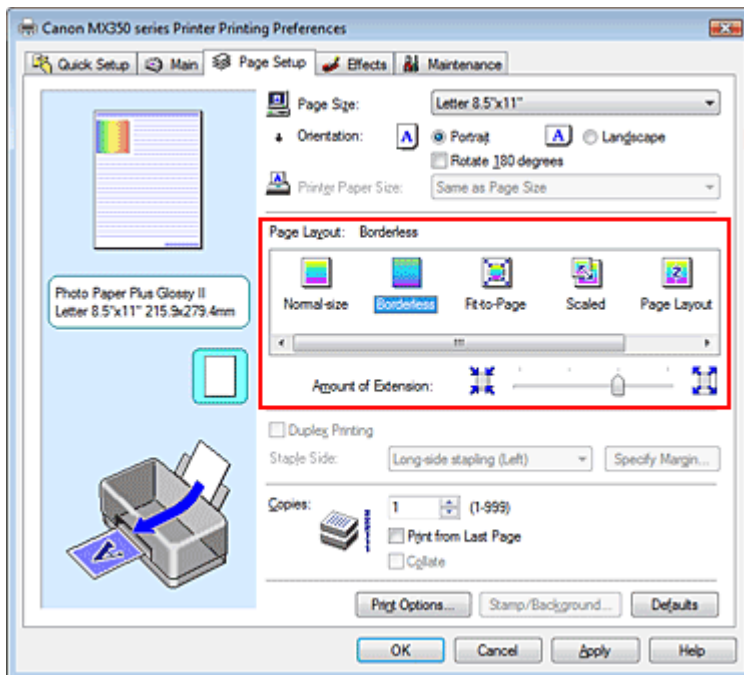 Canon MX350 series Printer Printing Preferences
Quick Setup Main Page Setup Effects Maintenance
Page Size: Letter 8.5"x11"
Orientation: A Portrait A Landscape
Rotate 180 degrees
Printer Paper Size: Same as Page Size
Page Layout: Borderless
Normal-size Borderless Fit-to-Page Scaled Page Layout
Amount of Extension:
Photo Paper Plus Glossy II
Letter 8.5"x11" 215.9x279.4mm
Duplex Printing
Staple Side: Long-side stapling (Left) Specify Margin...
Copies: 1 (1-999)
Print from Last Page
Collate
A
Print Options... Stamp/Background... Defaults
OK Cancel Apply Help